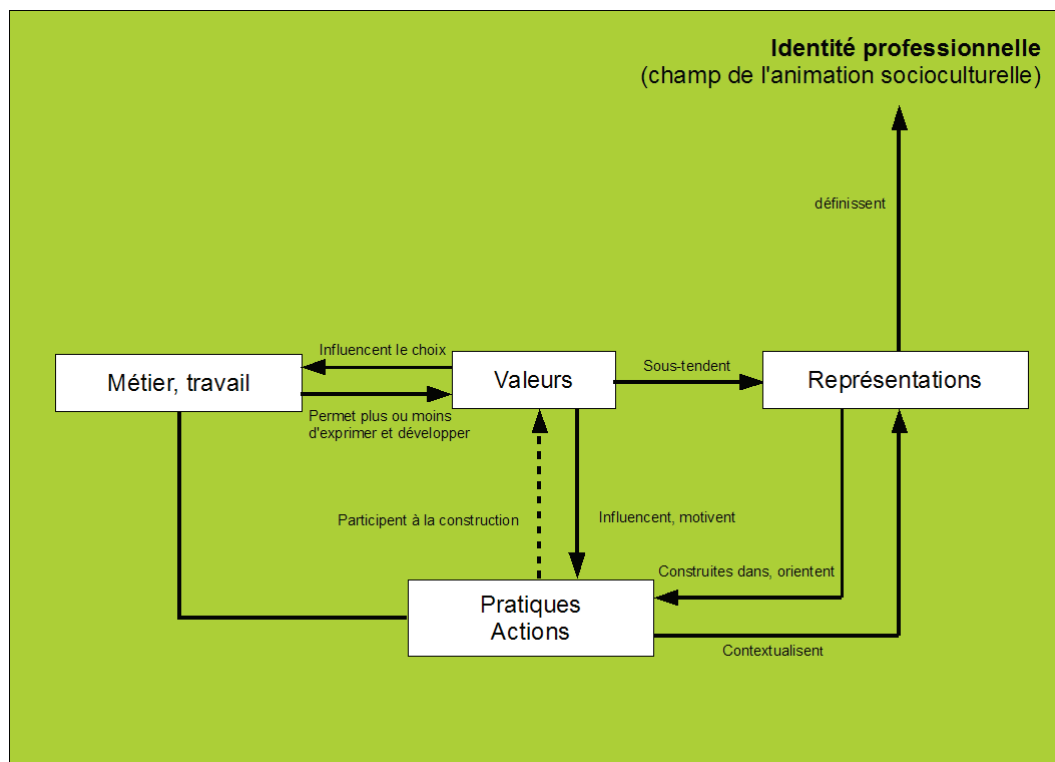 Identité professionnelle
(champ de l'animation socioculturelle)
définissent
Influencent le choix
Métier, travail
Valeurs
Sous-tendent
Représentations
Permet plus ou moins
d'exprimer et développer
Participent à la construction
Influencent, motivent
Construites dans, orientent
Pratiques
Actions
Contextualisent